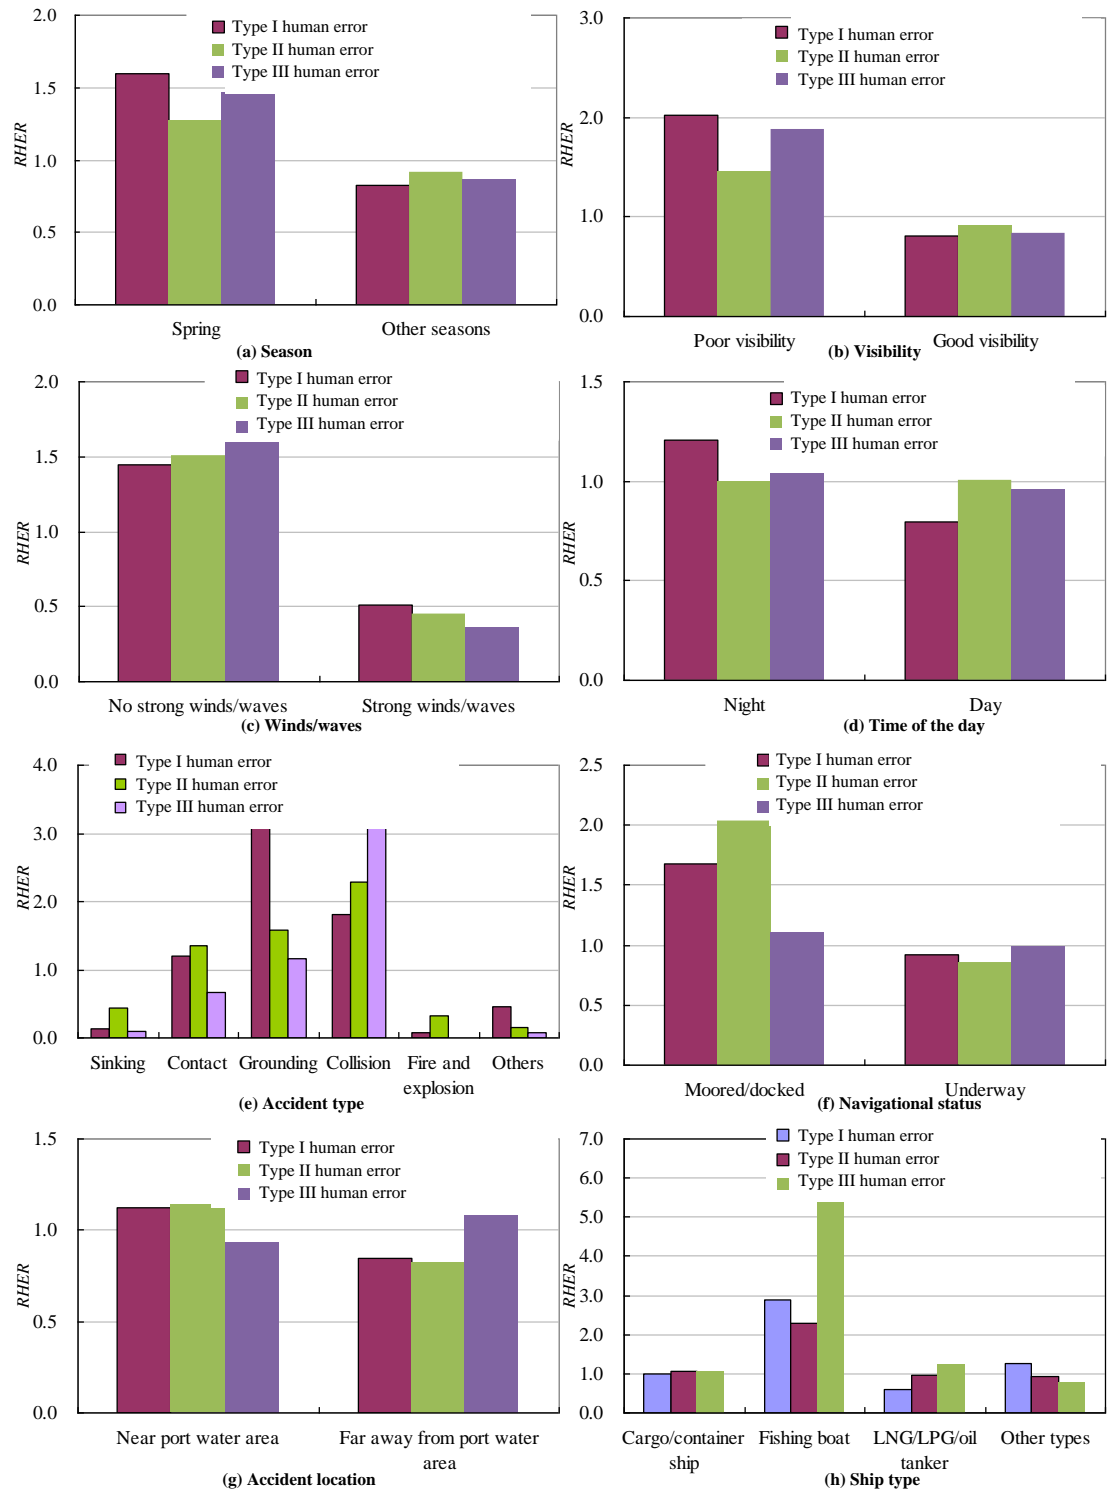 2.0
1.5
1.0
0.5
0.0
RHER
Type I human error
Type II human error
Type III human error
Spring
Other seasons
(a) Season
3.0
2.0
1.0
0.0
RHER
Type I human error
Type II human error
Type III human error
Poor visibility
Good visibility
(b) Visibility
2.0
1.5
1.0
0.5
0.0
RHER
Type I human error
Type II human error
Type III human error
No strong winds/waves
Strong winds/waves
(c) Winds/waves
1.5
1.0
0.5
0.0
RHER
Type I human error
Type II human error
Type III human error
Night
Day
(d) Time of the day
4.0
3.0
2.0
1.0
0.0
RHER
Type I human error
Type II human error
Type III human error
Sinking
Contact
Grounding
Collision
Fire and
explosion
Others
(e) Accident type
2.5
2.0
1.5
1.0
0.5
0.0
RHER
Type I human error
Type II human error
Type III human error
Moored/docked
Underway
(f) Navigational status
1.5
1.0
0.5
0.0
RHER
Type I human error
Type II human error
Type III human error
Near port water area
Far away from port water
area
(g) Accident location
7.0
6.0
5.0
4.0
3.0
2.0
1.0
0.0
RHER
Type I human error
Type II human error
Type III human error
Cargo/container
ship
Fishing boat
LNG/LPG/oil
tanker
Other types
(h) Ship type